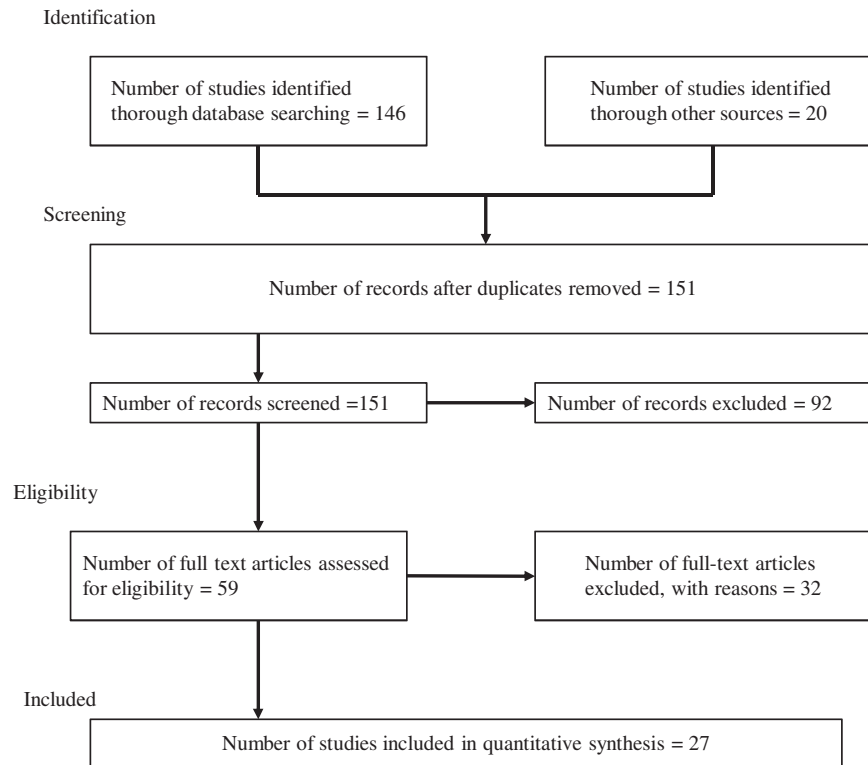 Identification
Number of studies identified
thorough database searching = 146
Number of studies identified
thorough other sources = 20
Screening
Number of records after duplicates removed = 151
Number of records screened =151
Number of records excluded = 92
Eligibility
Number of full text articles assessed
for eligibility = 59
Number of full-text articles
excluded, with reasons = 32
Included
Number of studies included in quantitative synthesis = 27